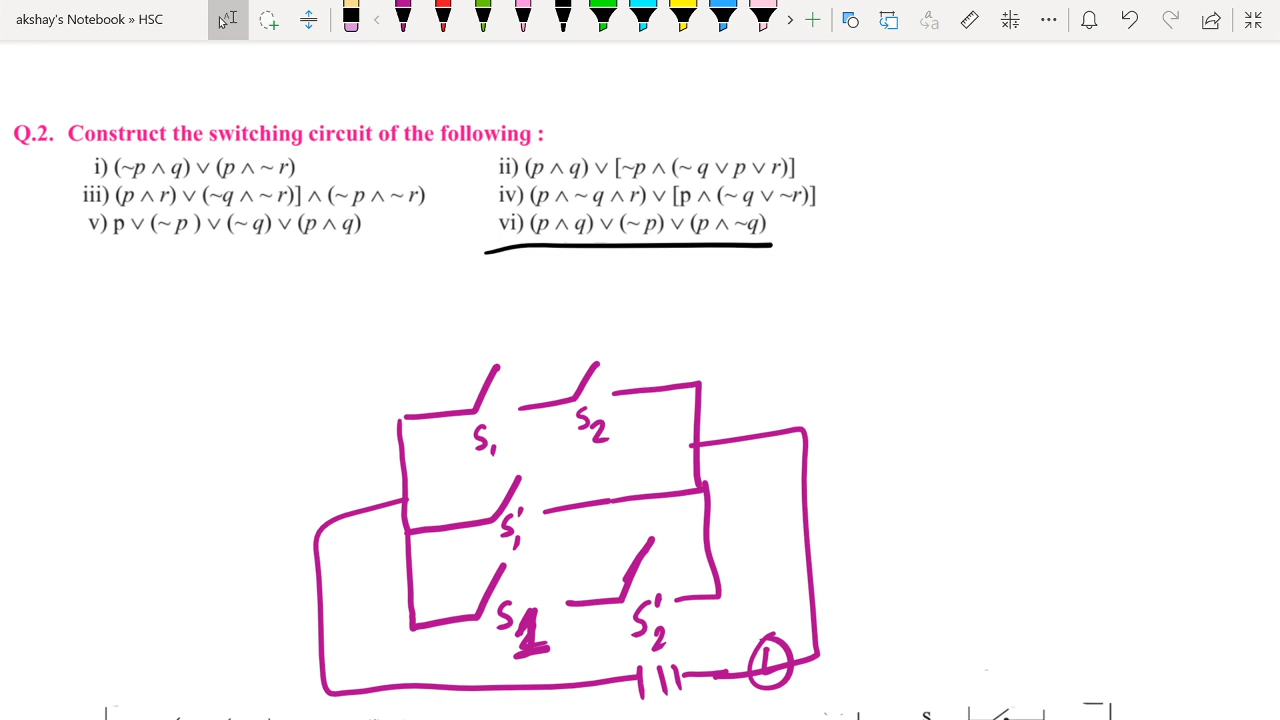 akshay's Notebook » HSC
Q.2. Construct the switching circuit of the following :
i) (~p ∧ q) ∨ (p ∧ ~ r)
ii) (p ∧ q) ∨ [~p ∧ (~ q ∨ p ∨ r)]
iii) (p ∧ r) ∨ (~q ∧ ~ r)] ∧ (~ p ∧ ~ r)
iv) (p ∧ ~ q ∧ r) ∨ [p ∧ (~ q ∨ ~r)]
v) p ∨ (~ p ) ∨ (~ q) ∨ (p ∧ q)
vi) (p ∧ q) ∨ (~ p) ∨ (p ∧ ~q)
S₁
S₂
S₁'
S₁
S₂'
L
S